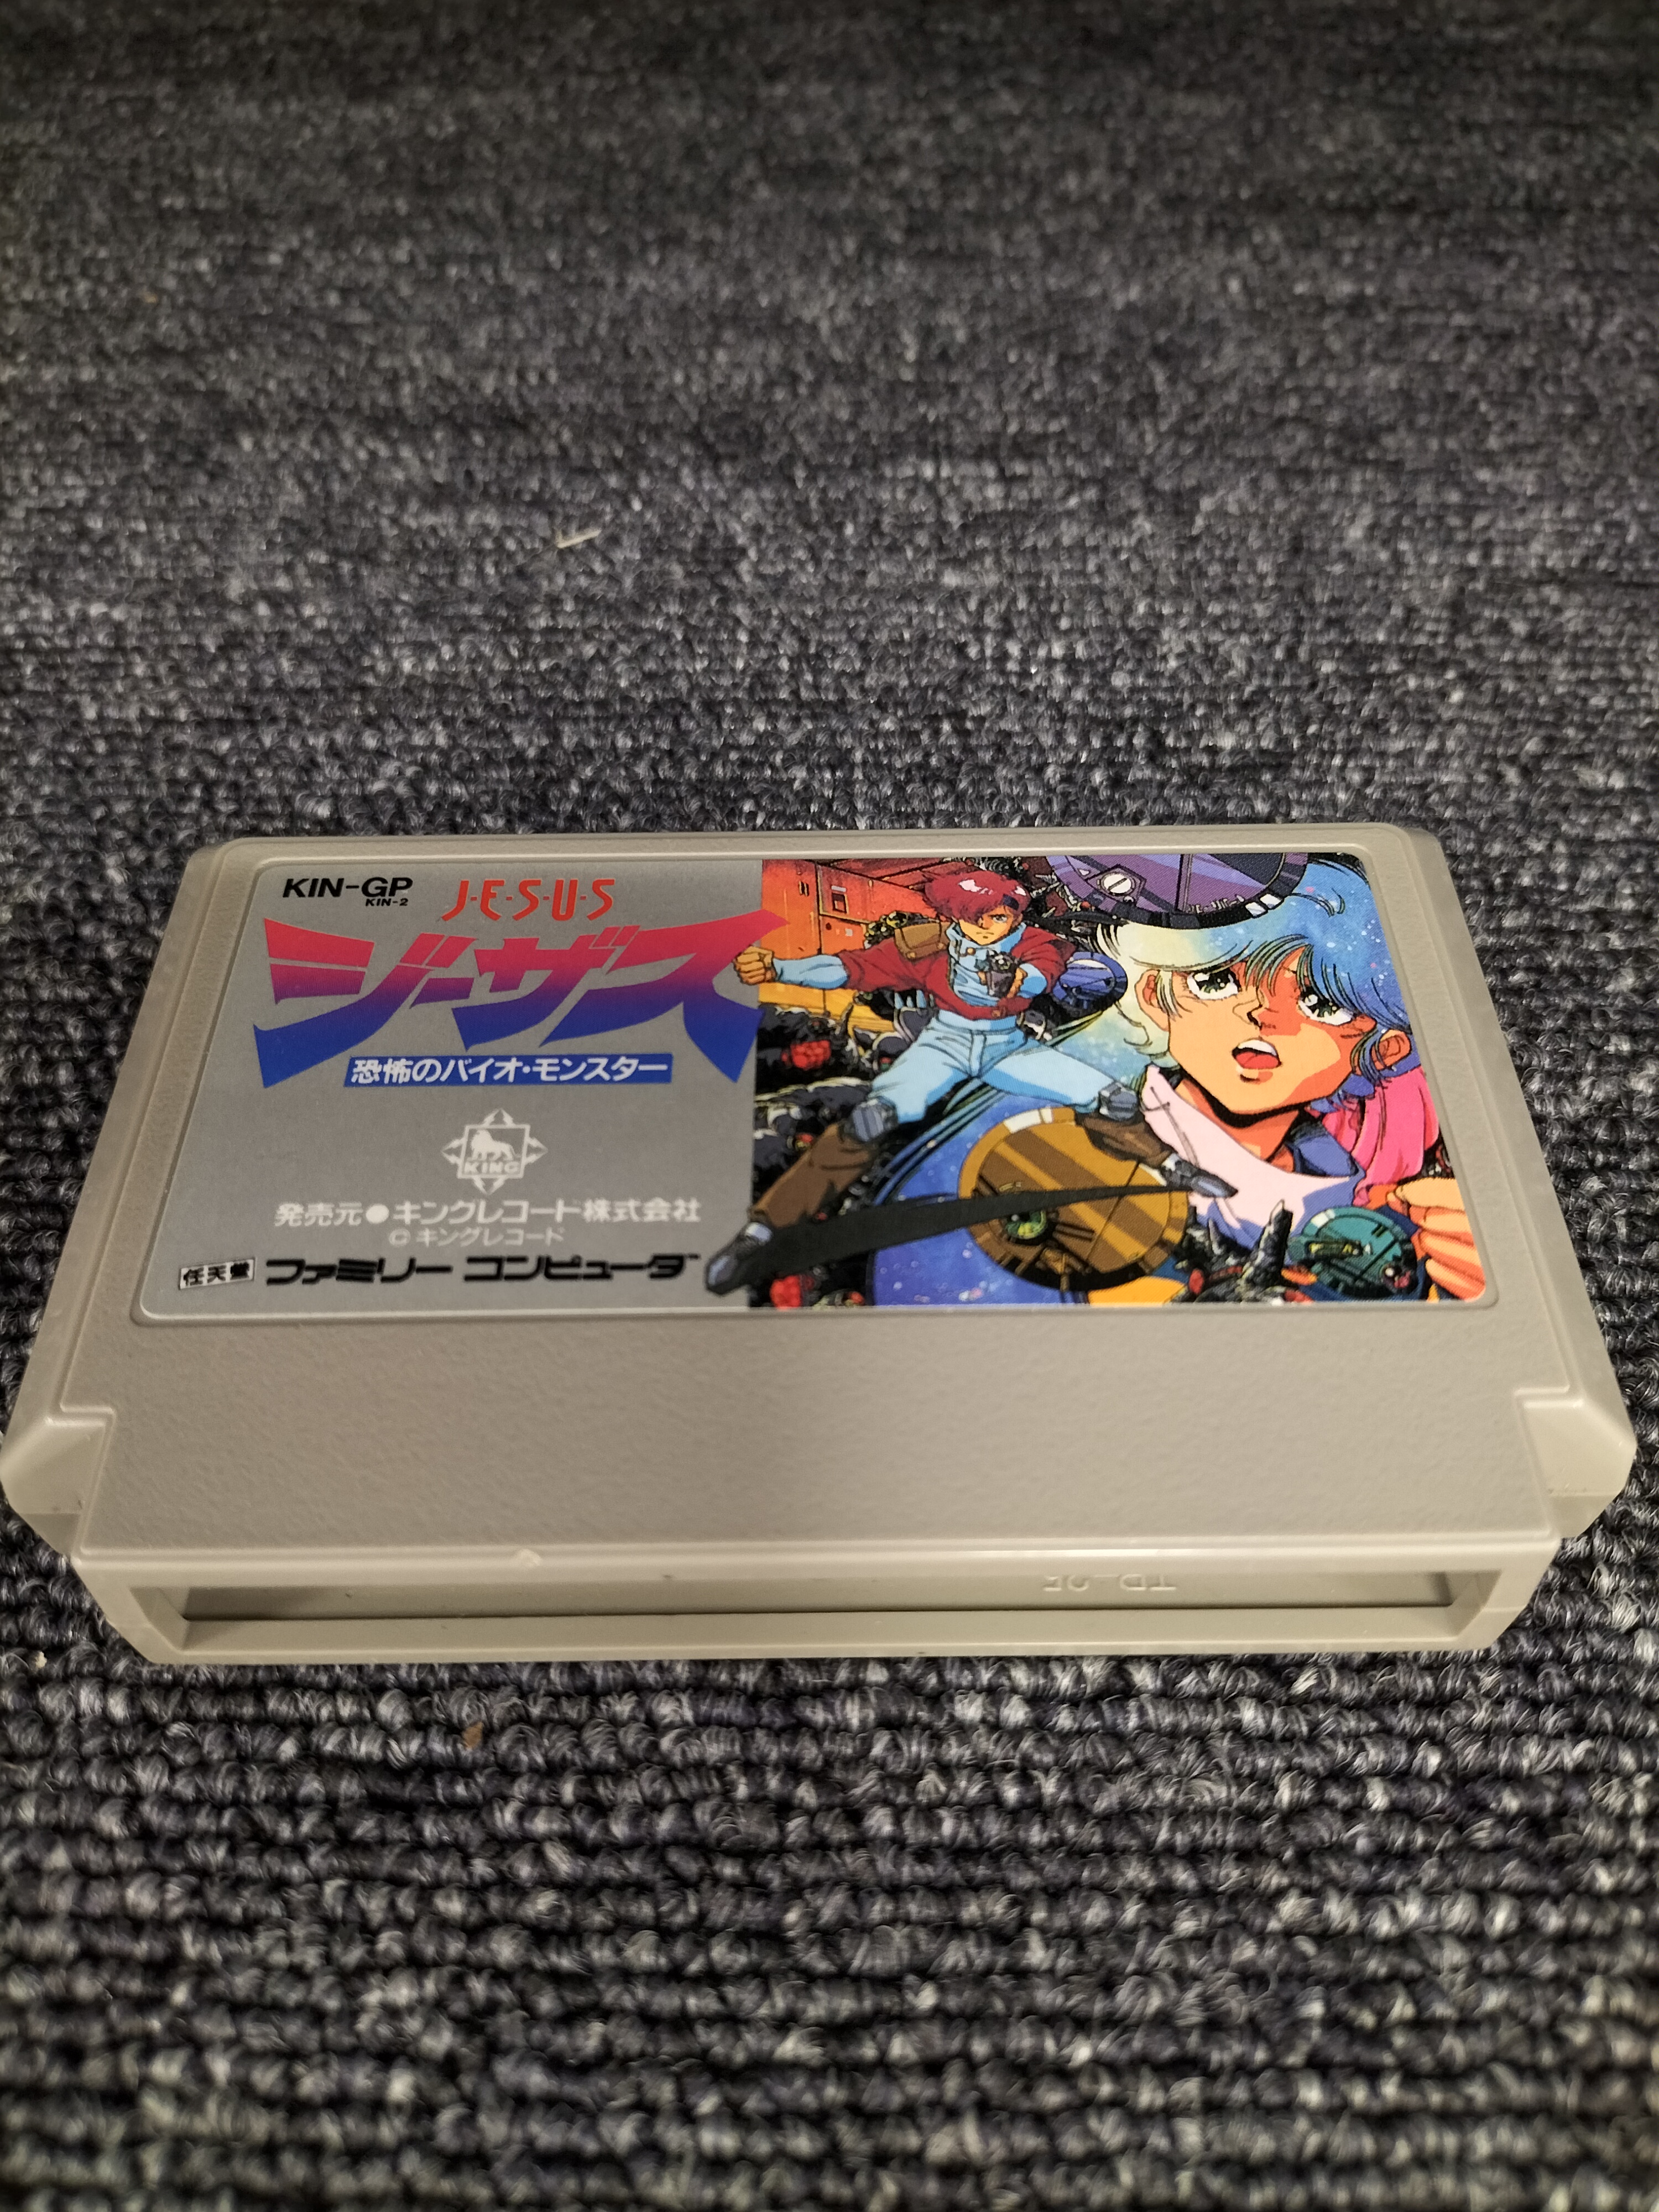 KIN-GP
KIN-2
J·E·S·U·S
ジーザス
恐怖のバイオ・モンスター
KING
発売元●キングレコード株式会社
© キングレコード
任天堂 ファミリー コンピュータ™